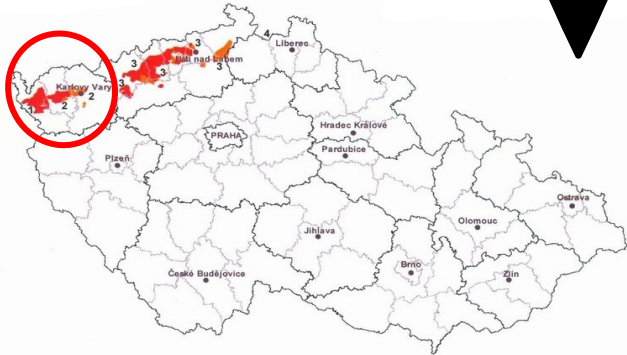 4
Liberec
3
Ústí nad Labem
3
3
3
3
Karlovy Vary
2
2
1
Hradec Králové
PRAHA
Pardubice
Plzeň
Ostrava
Olomouc
Jihlava
Brno
České Budějovice
Zlín